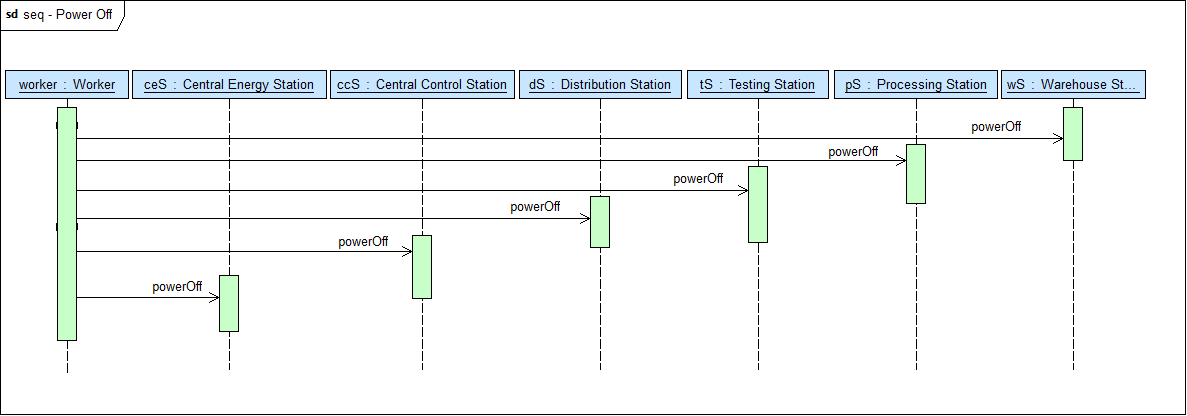 sd seq - Power Off
worker : Worker
ceS : Central Energy Station
ccS : Central Control Station
dS : Distribution Station
tS : Testing Station
pS : Processing Station
wS : Warehouse St...
powerOff
powerOff
powerOff
powerOff
powerOff
powerOff